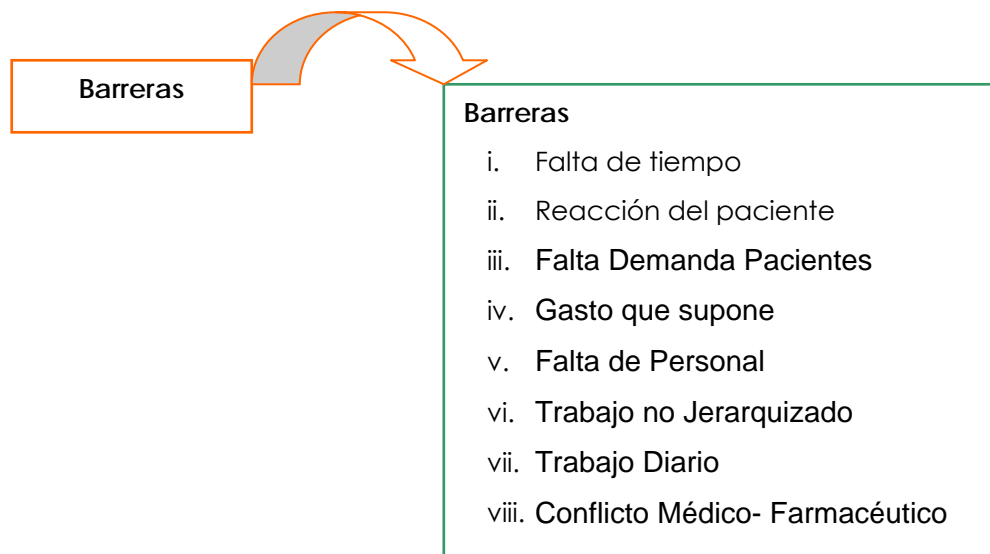 Barreras
Barreras
i. Falta de tiempo
ii. Reacción del paciente
iii. Falta Demanda Pacientes
iv. Gasto que supone
v. Falta de Personal
vi. Trabajo no Jerarquizado
vii. Trabajo Diario
viii. Conflicto Médico- Farmacéutico